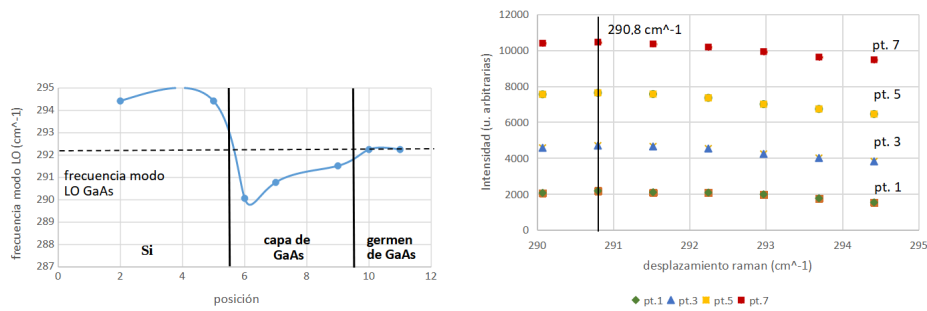 frecuencia modo LO (cm^-1)
295
294
293
292
291
290
289
288
287
frecuencia modo
LO GaAs
Si
capa de
GaAs
germen
de GaAs
0 2 4 6 8 10 12
posición
Intensidad (u. arbitrarias)
12000
10000
8000
6000
4000
2000
0
290,8 cm^-1
pt. 7
pt. 5
pt. 3
pt. 1
290 291 292 293 294 295
desplazamiento raman (cm^-1)
pt.1 pt.3 pt.5 pt.7